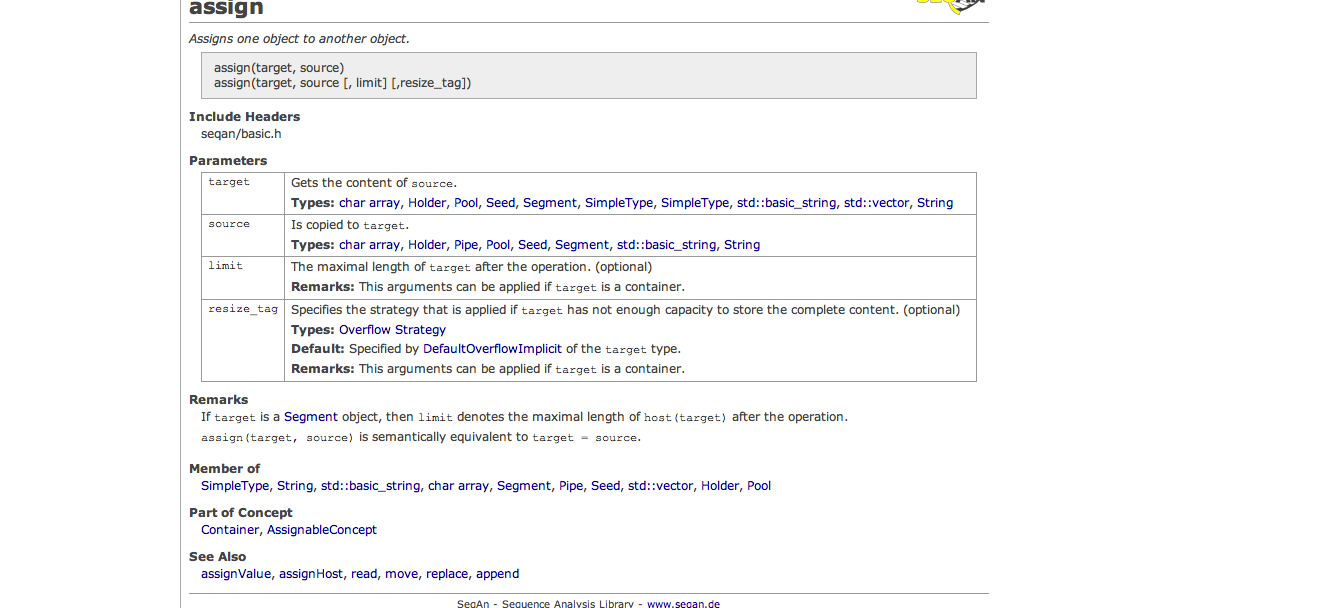 assign
Assigns one object to another object.
assign(target, source)
assign(target, source [, limit] [,resize_tag])
Include Headers
seqan/basic.h
Parameters
target
Gets the content of source.
Types: char array, Holder, Pool, Seed, Segment, SimpleType, SimpleType, std::basic_string, std::vector, String
source
Is copied to target.
Types: char array, Holder, Pipe, Pool, Seed, Segment, std::basic_string, String
limit
The maximal length of target after the operation. (optional)
Remarks: This arguments can be applied if target is a container.
resize_tag
Specifies the strategy that is applied if target has not enough capacity to store the complete content. (optional)
Types: Overflow Strategy
Default: Specified by DefaultOverflowImplicit of the target type.
Remarks: This arguments can be applied if target is a container.
Remarks
If target is a Segment object, then limit denotes the maximal length of host(target) after the operation.
assign(target, source) is semantically equivalent to target = source.
Member of
SimpleType, String, std::basic_string, char array, Segment, Pipe, Seed, std::vector, Holder, Pool
Part of Concept
Container, AssignableConcept
See Also
assignValue, assignHost, read, move, replace, append
SeqAn - Sequence Analysis Library - www.seqan.de